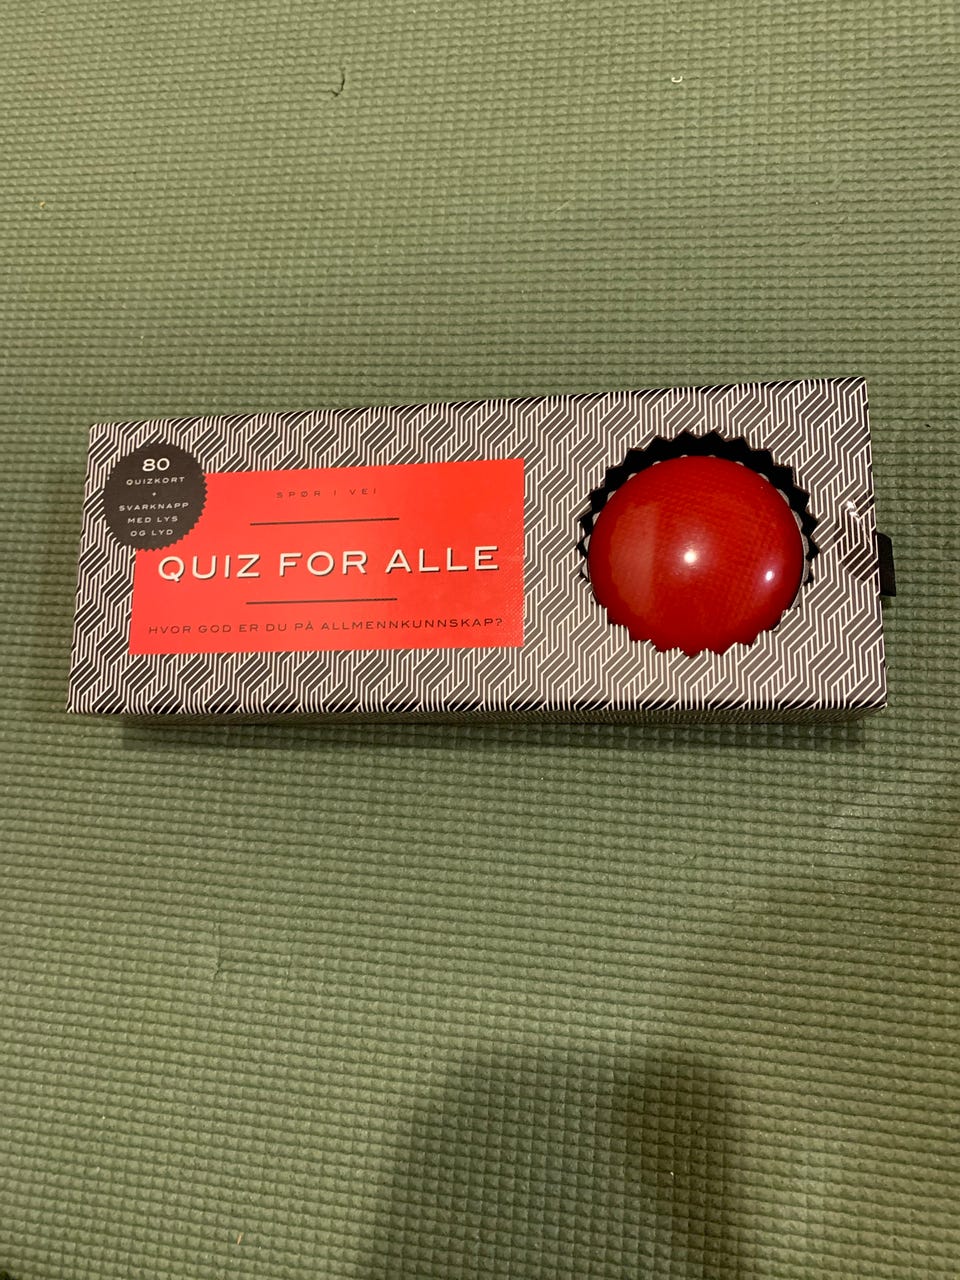 80
QUIZKORT
+
SVARKNAPP
MED LYS
OG LYD
SPØR I VEI
QUIZ FOR ALLE
HVOR GOD ER DU PÅ ALLMENNKUNNSKAP?